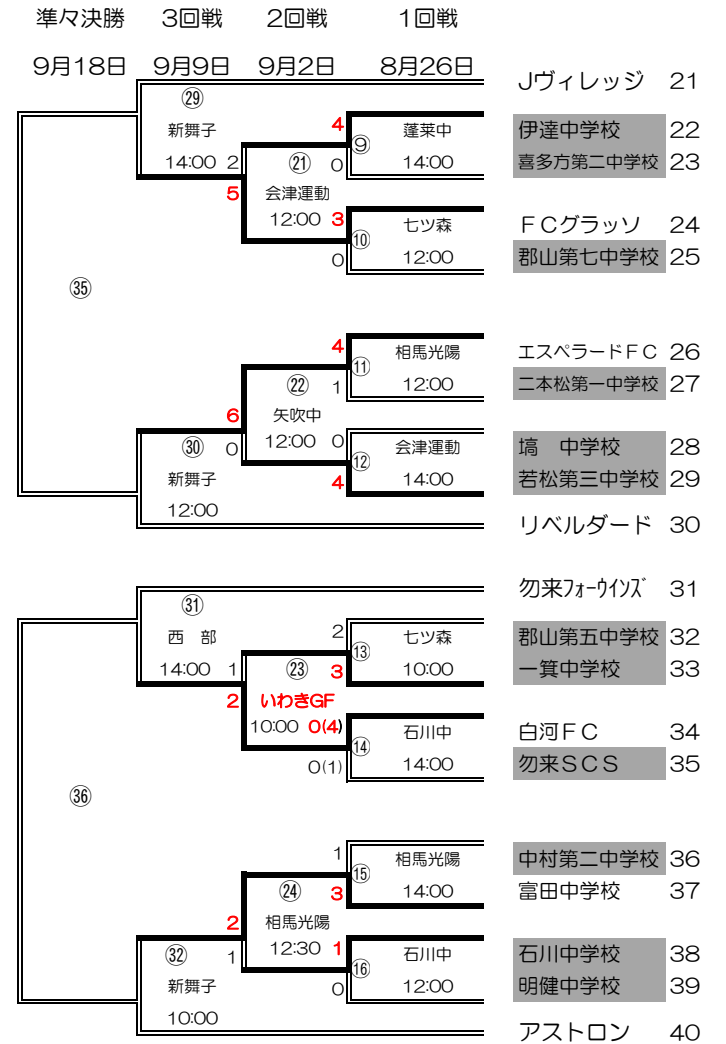 準々決勝 3回戦 2回戦 1回戦
9月18日 9月9日 9月2日 8月26日
Jヴィレッジ 21
㉙
新舞子 4 ⑨ 蓬莱中 伊達中学校 22
14:00 2 ㉑ 0 14:00 喜多方第二中学校 23
5 会津運動
12:00 3 ⑩ 七ツ森 FCグラッソ 24
0 12:00 郡山第七中学校 25
㉟
4 ⑪ 相馬光陽 エスペラードFC 26
㉒ 1 12:00 二本松第一中学校 27
6 矢吹中
㉚ 0 12:00 0 ⑫ 会津運動 塙 中学校 28
新舞子 4 14:00 若松第三中学校 29
12:00
リベルダード 30
勿来フォーウインズ 31
㉛
西 部 2 ⑬ 七ツ森 郡山第五中学校 32
14:00 1 ㉓ 3 10:00 一箕中学校 33
2 いわきGF
10:00 0(4) ⑭ 石川中 白河FC 34
0(1) 14:00 勿来SCS 35
㊱
1 ⑮ 相馬光陽 中村第二中学校 36
㉔ 3 14:00 富田中学校 37
2 相馬光陽
㉜ 1 12:30 1 ⑯ 石川中 石川中学校 38
新舞子 0 12:00 明健中学校 39
10:00
アストロン 40